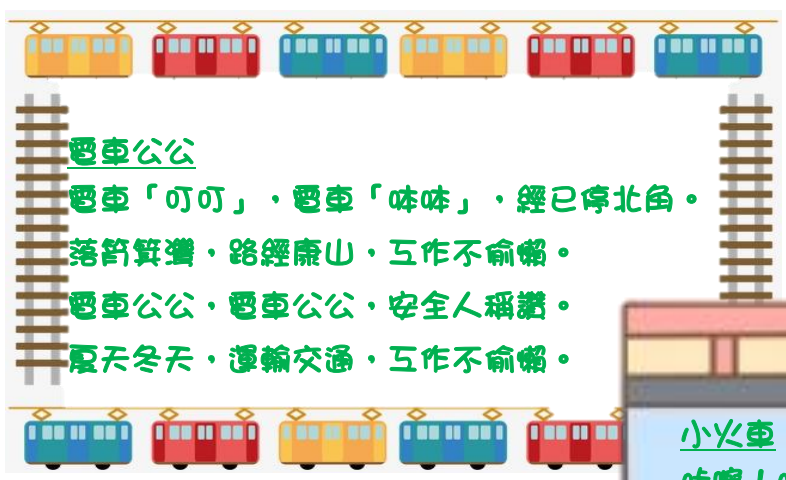 電車公公
電車「叮叮」，電車「咔咔」，經已停北角。
落筲箕灣，路經康山，工作不偷懶。
電車公公，電車公公，安全人稱讚。
夏天冬天，運輸交通，工作不偷懶。
小火車